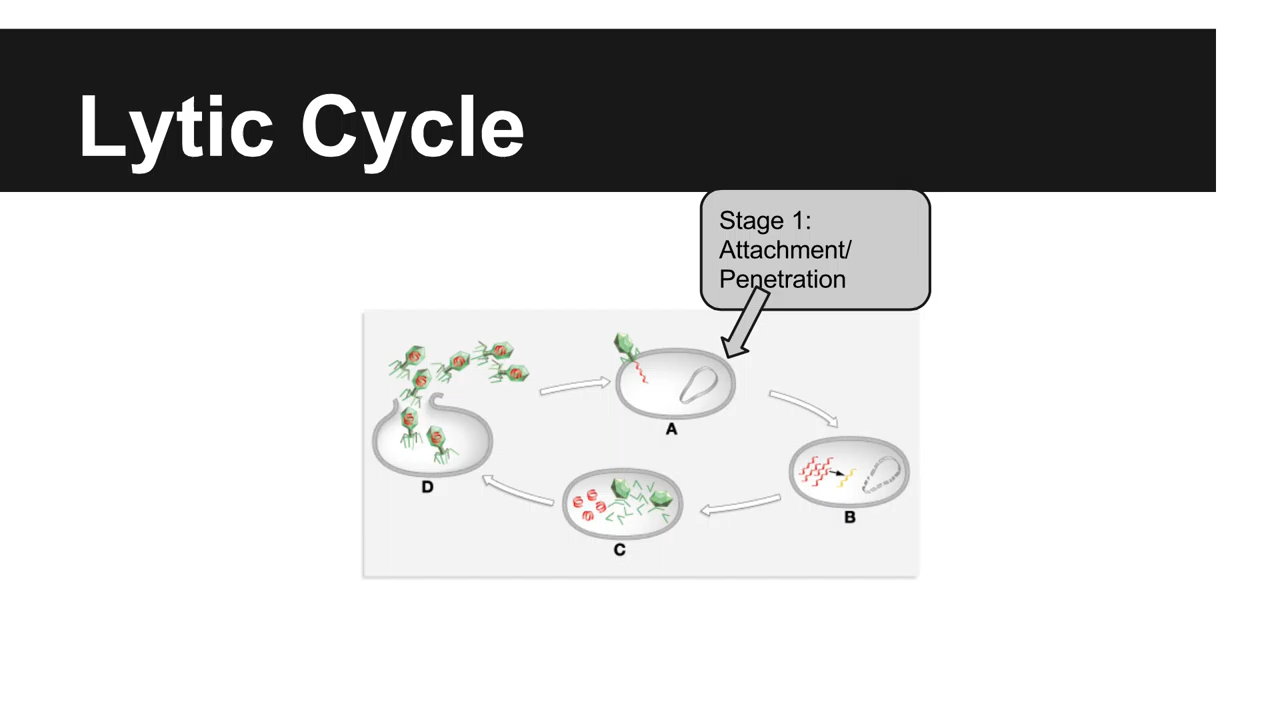 Lytic Cycle
Stage 1:
Attachment/
Penetration
A
B
C
D